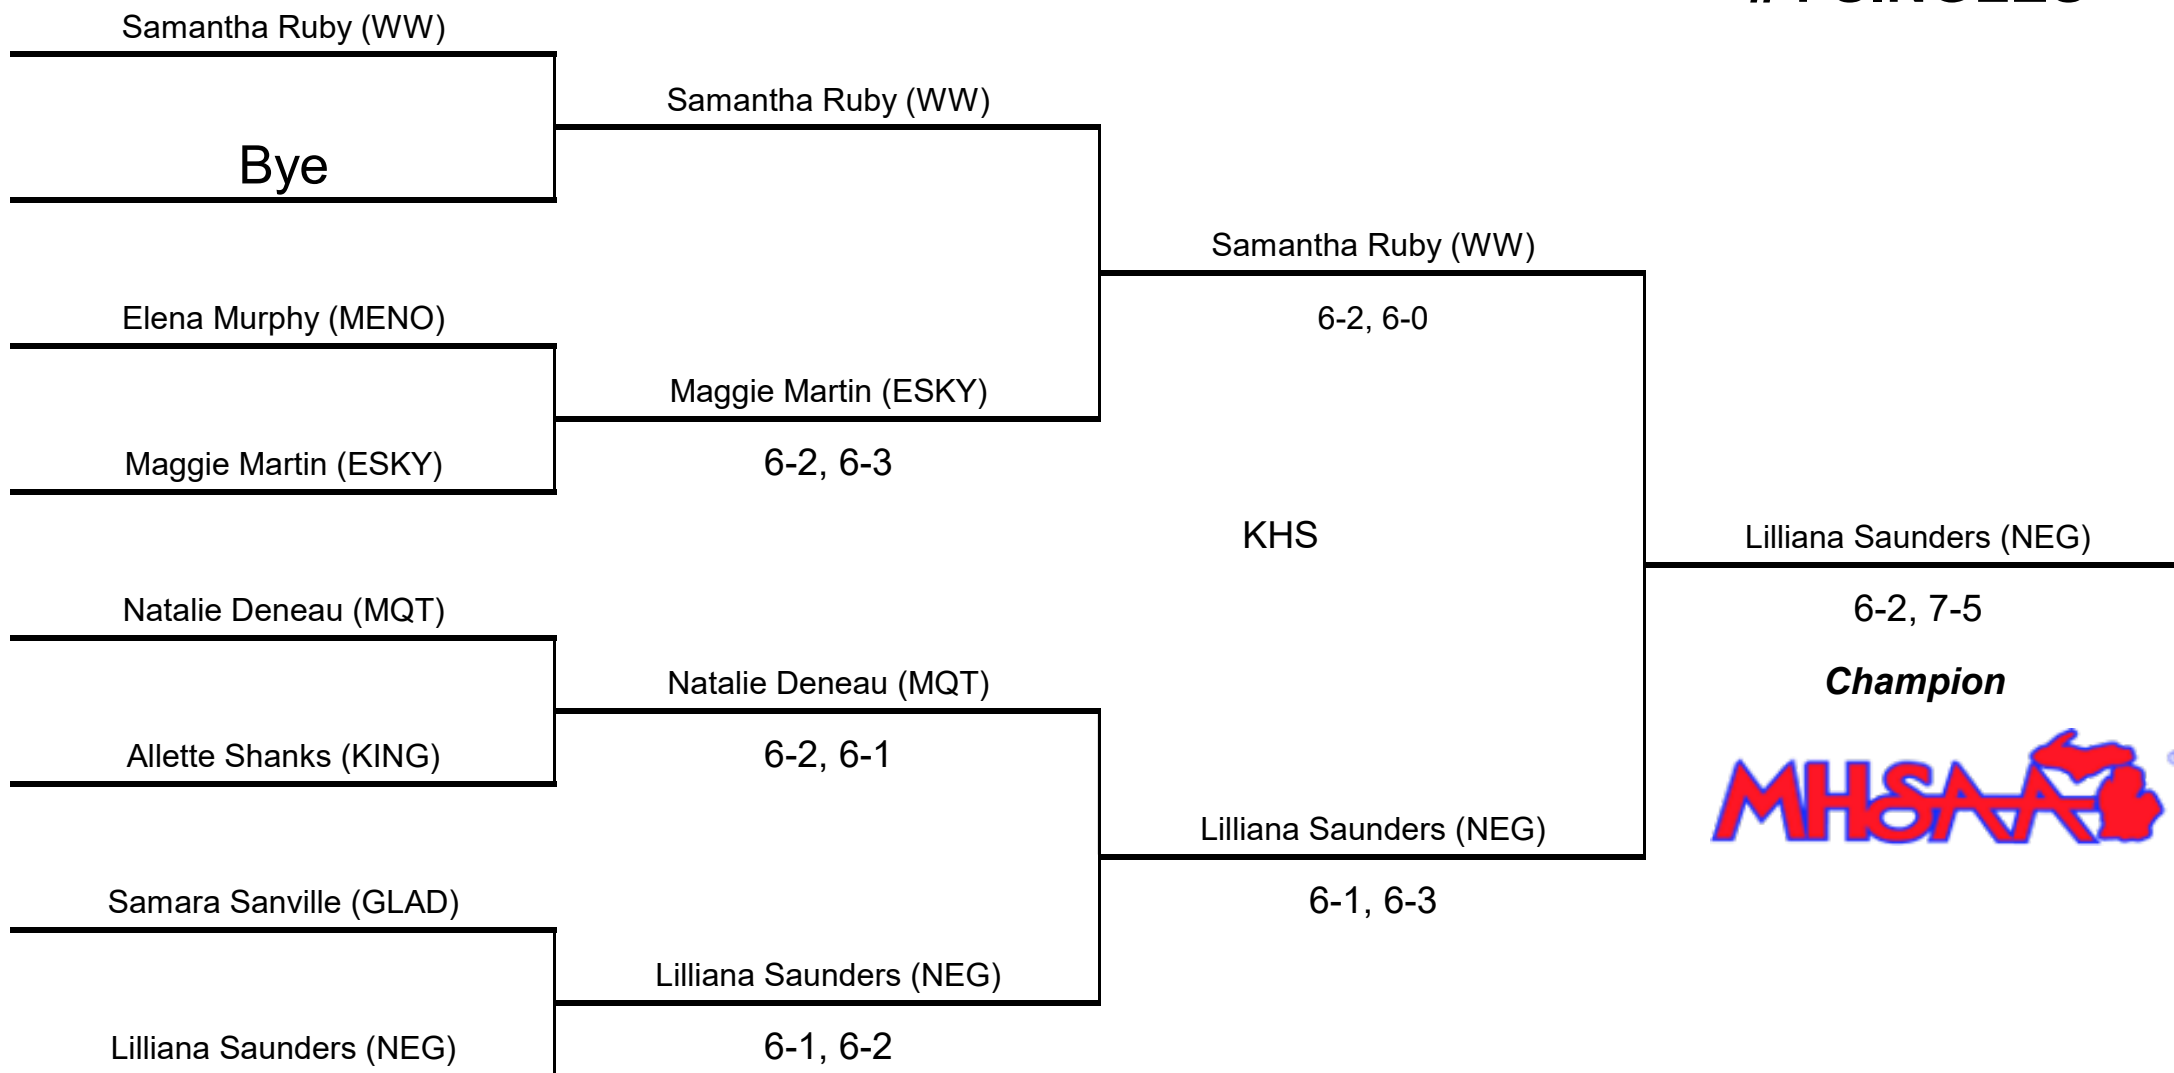 Samantha Ruby (WW)
Samantha Ruby (WW)
Bye
Samantha Ruby (WW)
Elena Murphy (MENO)
6-2, 6-0
Maggie Martin (ESKY)
Maggie Martin (ESKY)
6-2, 6-3
KHS
Lilliana Saunders (NEG)
Natalie Deneau (MQT)
6-2, 7-5
Natalie Deneau (MQT)
Champion
Allette Shanks (KING)
6-2, 6-1
MHSAA
Lilliana Saunders (NEG)
Samara Sanville (GLAD)
6-1, 6-3
Lilliana Saunders (NEG)
Lilliana Saunders (NEG)
6-1, 6-2